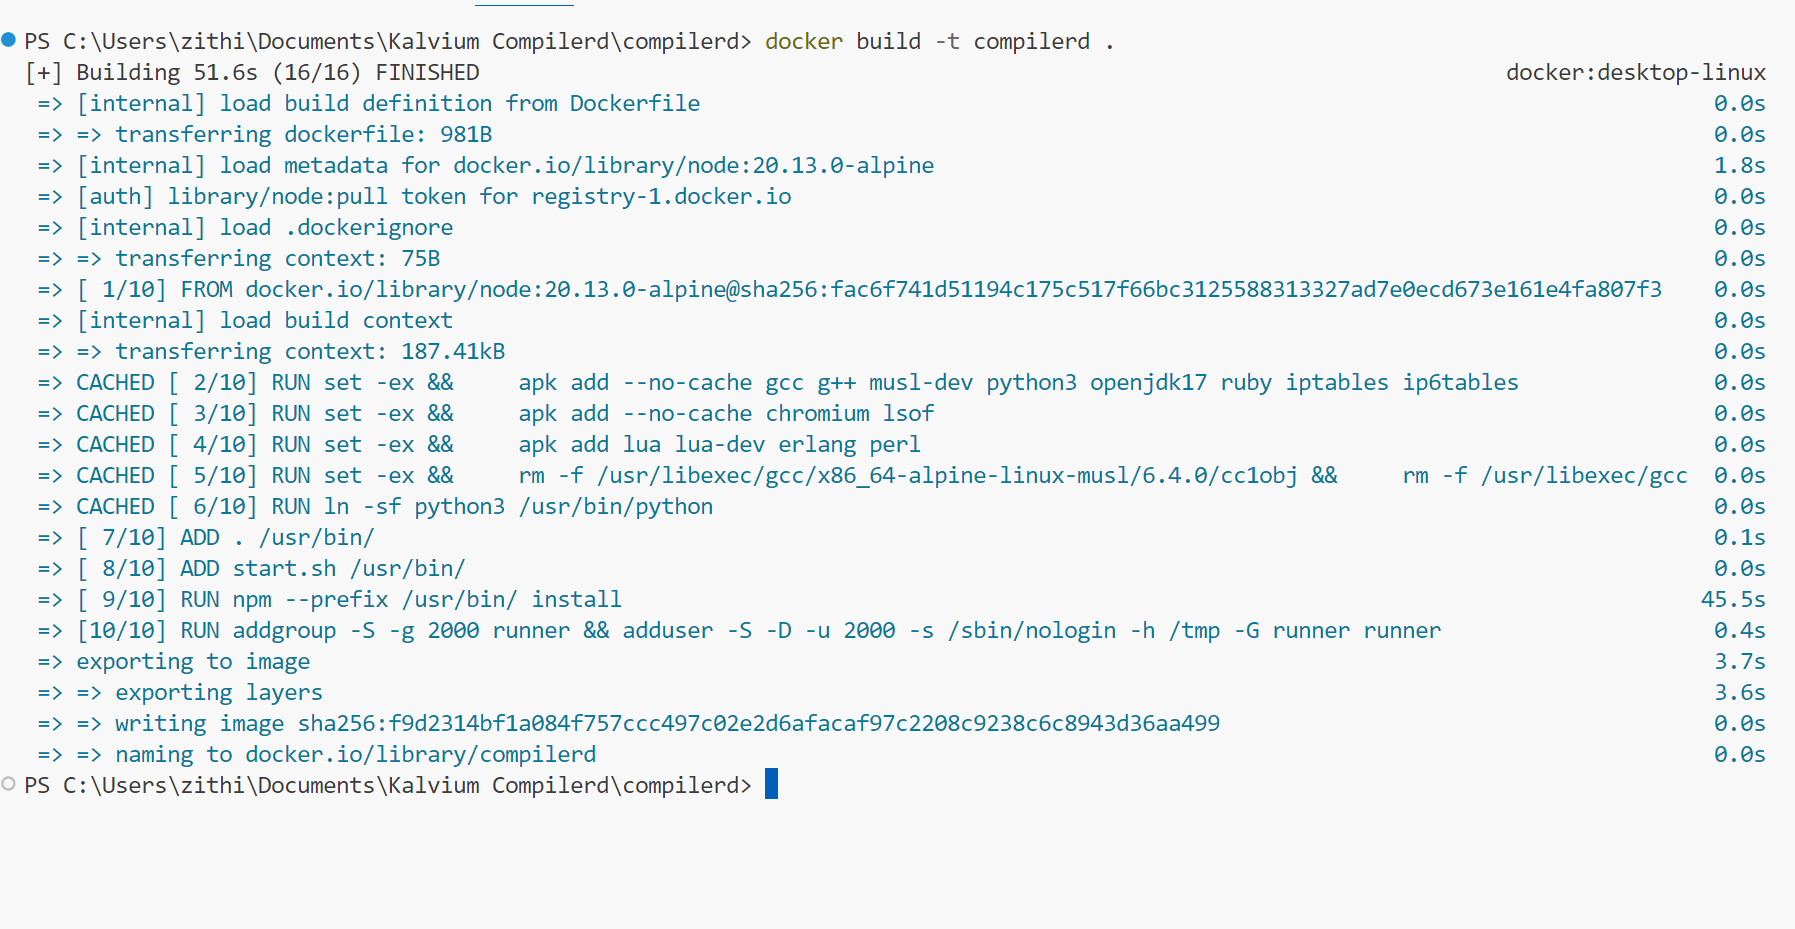 PS C:\Users\zithi\Documents\Kalvium Compilerd\compilerd> docker build -t compilerd .
[+] Building 51.6s (16/16) FINISHED docker:desktop-linux
=> [internal] load build definition from Dockerfile 0.0s
=> => transferring dockerfile: 981B 0.0s
=> [internal] load metadata for docker.io/library/node:20.13.0-alpine 1.8s
=> [auth] library/node:pull token for registry-1.docker.io 0.0s
=> [internal] load .dockerignore 0.0s
=> => transferring context: 75B 0.0s
=> [ 1/10] FROM docker.io/library/node:20.13.0-alpine@sha256:fac6f741d51194c175c517f66bc3125588313327ad7e0ecd673e161e4fa807f3 0.0s
=> [internal] load build context 0.0s
=> => transferring context: 187.41kB 0.0s
=> CACHED [ 2/10] RUN set -ex &&     apk add --no-cache gcc g++ musl-dev python3 openjdk17 ruby iptables ip6tables 0.0s
=> CACHED [ 3/10] RUN set -ex &&     apk add --no-cache chromium lsof 0.0s
=> CACHED [ 4/10] RUN set -ex &&     apk add lua lua-dev erlang perl 0.0s
=> CACHED [ 5/10] RUN set -ex &&     rm -f /usr/libexec/gcc/x86_64-alpine-linux-musl/6.4.0/cc1obj &&     rm -f /usr/libexec/gcc 0.0s
=> CACHED [ 6/10] RUN ln -sf python3 /usr/bin/python 0.0s
=> [ 7/10] ADD . /usr/bin/ 0.1s
=> [ 8/10] ADD start.sh /usr/bin/ 0.0s
=> [ 9/10] RUN npm --prefix /usr/bin/ install 45.5s
=> [10/10] RUN addgroup -S -g 2000 runner && adduser -S -D -u 2000 -s /sbin/nologin -h /tmp -G runner runner 0.4s
=> exporting to image 3.7s
=> => exporting layers 3.6s
=> => writing image sha256:f9d2314bf1a084f757ccc497c02e2d6afacaf97c2208c9238c6c8943d36aa499 0.0s
=> => naming to docker.io/library/compilerd 0.0s
PS C:\Users\zithi\Documents\Kalvium Compilerd\compilerd>